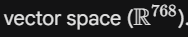 vector space (ℝ⁷⁶⁸).